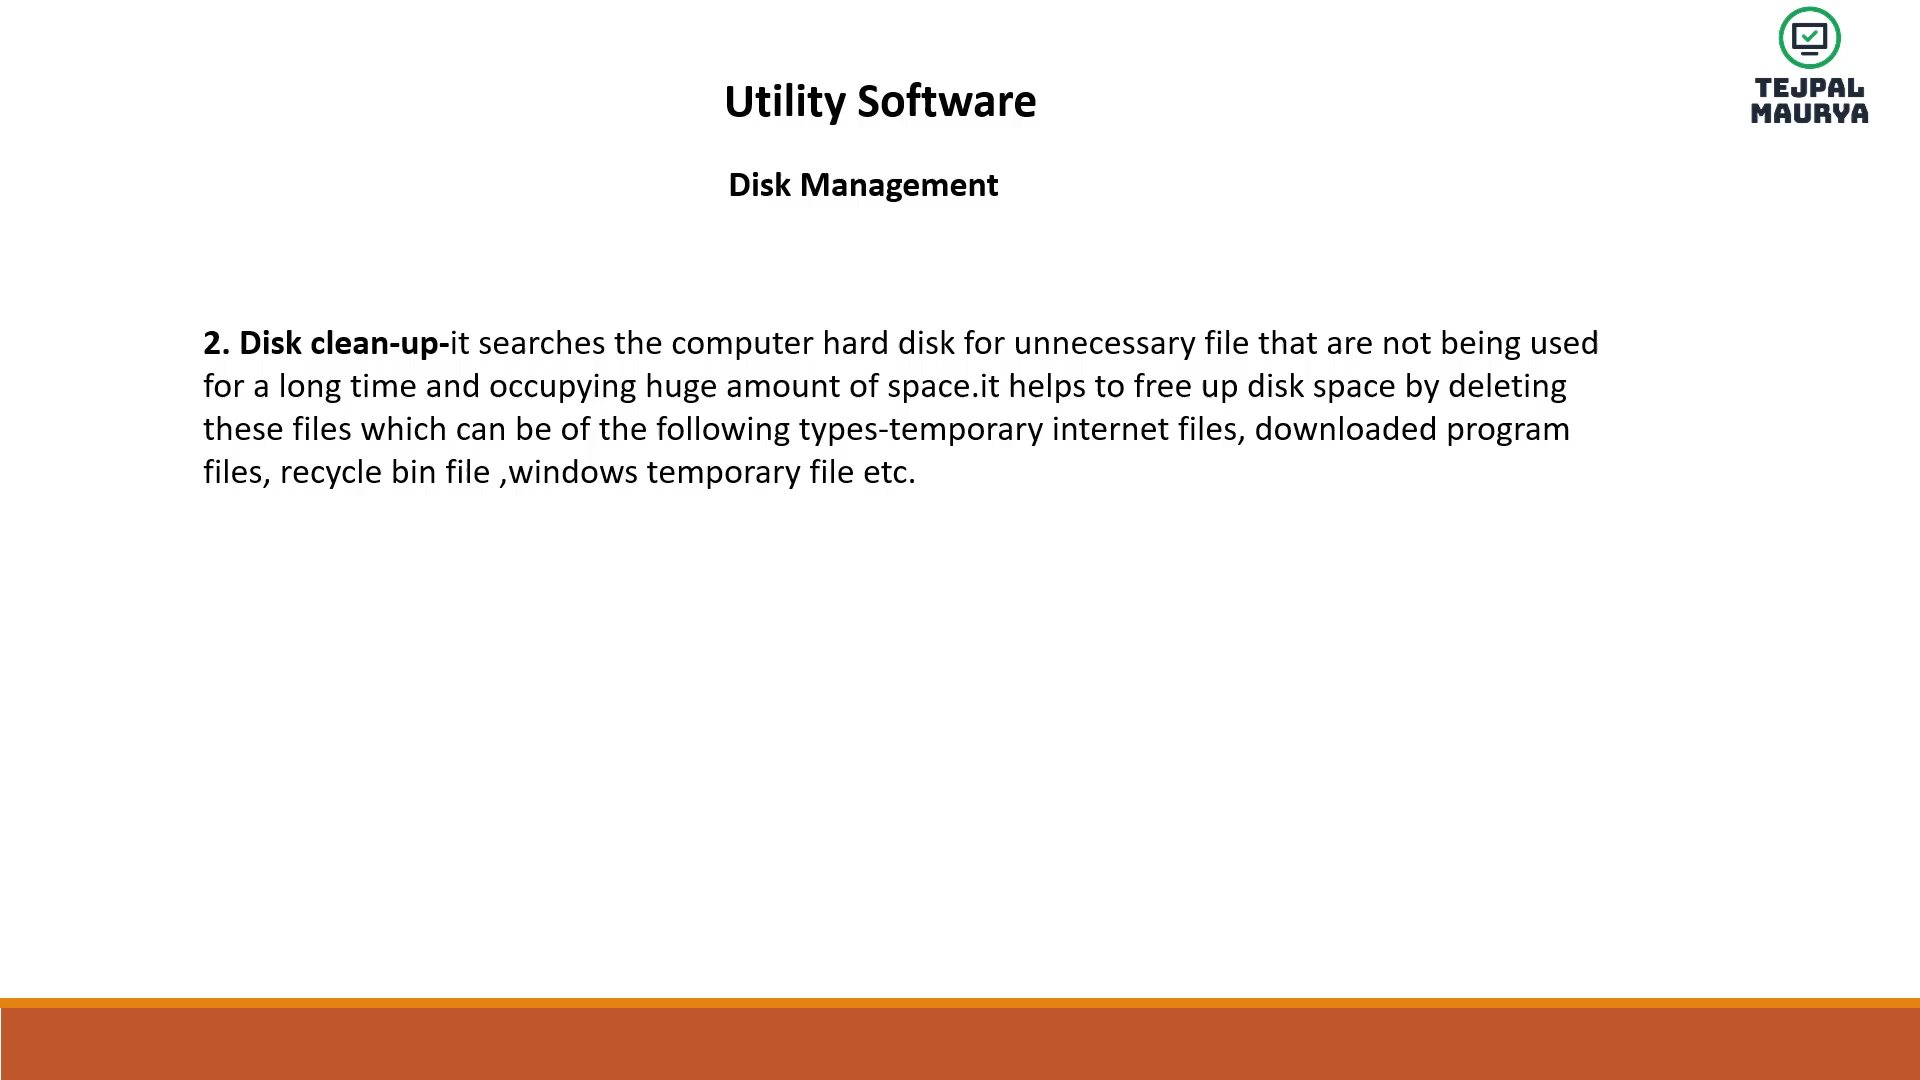 TEJPAL
MAURYA
Utility Software
Disk Management
2. Disk clean-up-it searches the computer hard disk for unnecessary file that are not being used
for a long time and occupying huge amount of space.it helps to free up disk space by deleting
these files which can be of the following types-temporary internet files, downloaded program
files, recycle bin file ,windows temporary file etc.